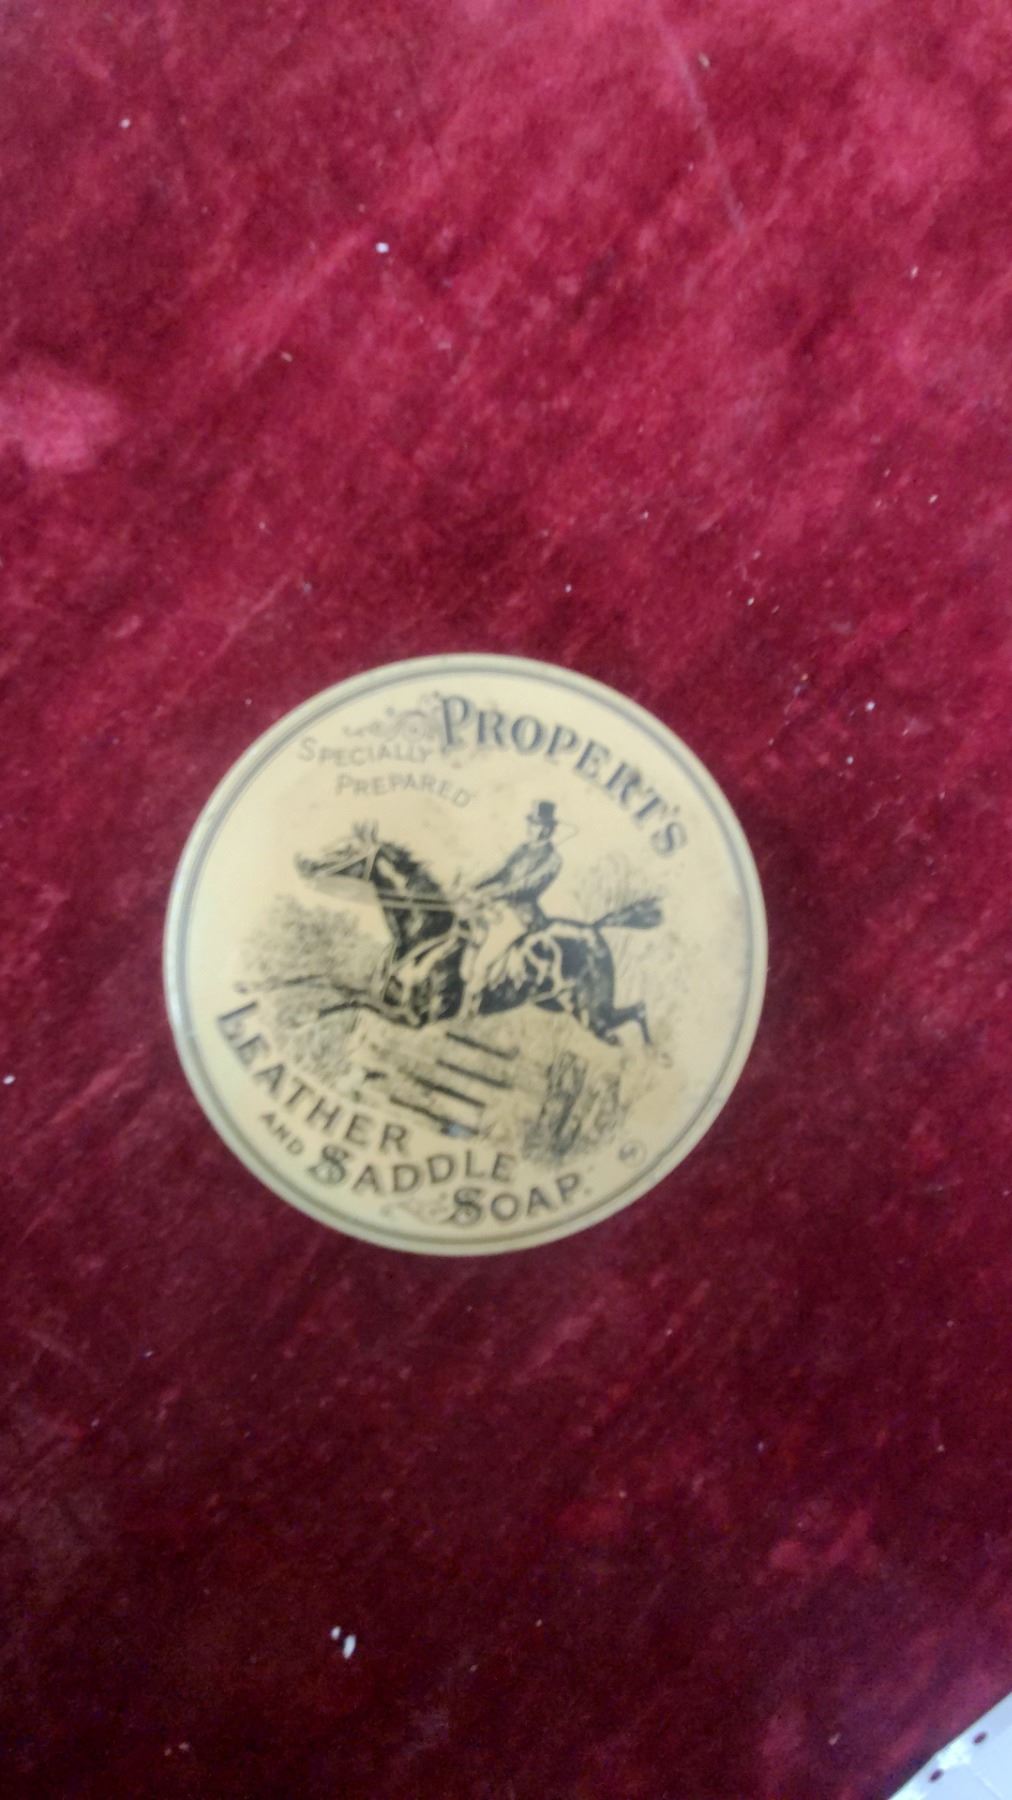 PROPERT'S
SPECIALLY
PREPARED
LEATHER
AND SADDLE
SOAP.